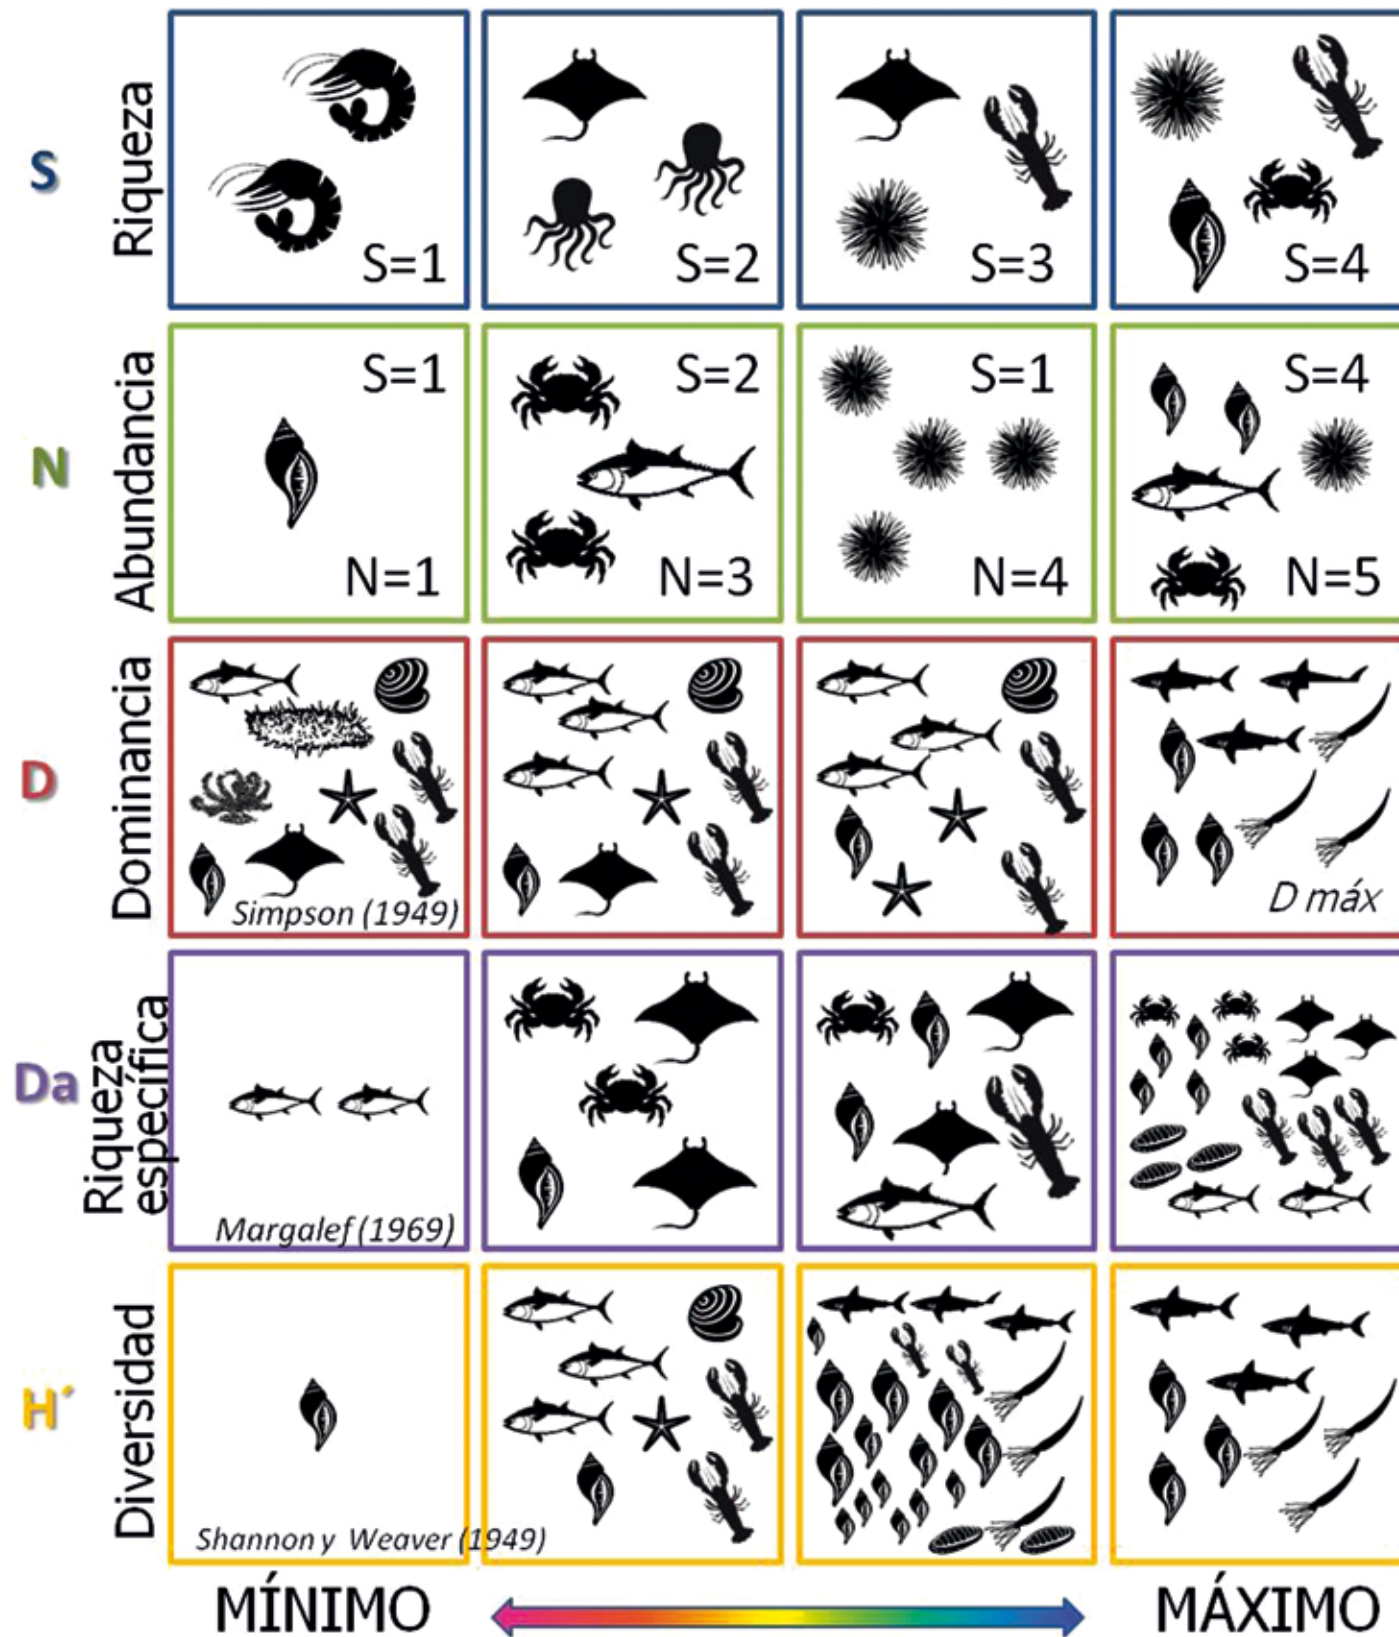 S
Riqueza
S=1
S=2
S=3
S=4
N
Abundancia
S=1
S=2
S=1
S=4
N=1
N=3
N=4
N=5
D
Dominancia
Simpson (1949)
D máx
Da
Riqueza
específica
Margalef (1969)
H´
Diversidad
Shannon y Weaver (1949)
MÍNIMO
MÁXIMO